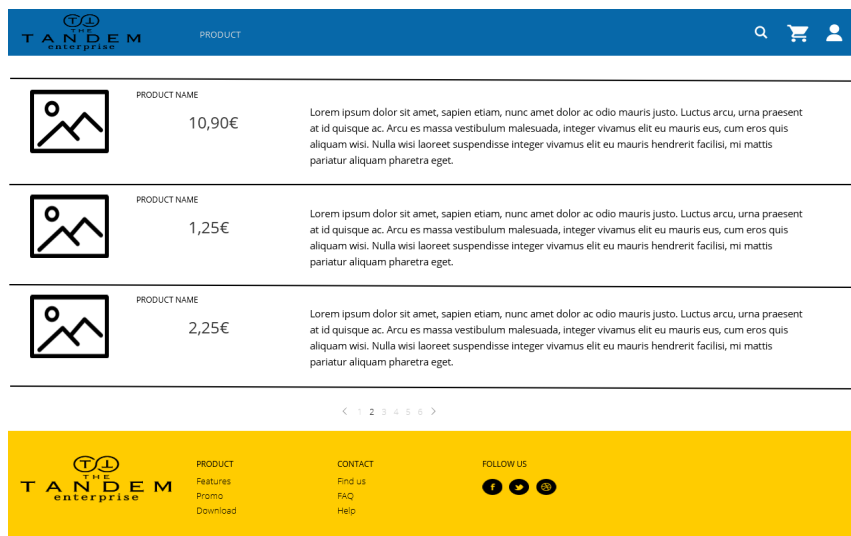 THE
TANDEM
enterprise
PRODUCT
PRODUCT NAME
10,90€
Lorem ipsum dolor sit amet, sapien etiam, nunc amet dolor ac odio mauris justo. Luctus arcu, urna praesent
at id quisque ac. Arcu es massa vestibulum malesuada, integer vivamus elit eu mauris eus, cum eros quis
aliquam wisi. Nulla wisi laoreet suspendisse integer vivamus elit eu mauris hendrerit facilisi, mi mattis
pariatur aliquam pharetra eget.
PRODUCT NAME
1,25€
Lorem ipsum dolor sit amet, sapien etiam, nunc amet dolor ac odio mauris justo. Luctus arcu, urna praesent
at id quisque ac. Arcu es massa vestibulum malesuada, integer vivamus elit eu mauris eus, cum eros quis
aliquam wisi. Nulla wisi laoreet suspendisse integer vivamus elit eu mauris hendrerit facilisi, mi mattis
pariatur aliquam pharetra eget.
PRODUCT NAME
2,25€
Lorem ipsum dolor sit amet, sapien etiam, nunc amet dolor ac odio mauris justo. Luctus arcu, urna praesent
at id quisque ac. Arcu es massa vestibulum malesuada, integer vivamus elit eu mauris eus, cum eros quis
aliquam wisi. Nulla wisi laoreet suspendisse integer vivamus elit eu mauris hendrerit facilisi, mi mattis
pariatur aliquam pharetra eget.
< 1 2 3 4 5 6 >
THE
TANDEM
enterprise
PRODUCT
Features
Promo
Download
CONTACT
Find us
FAQ
Help
FOLLOW US